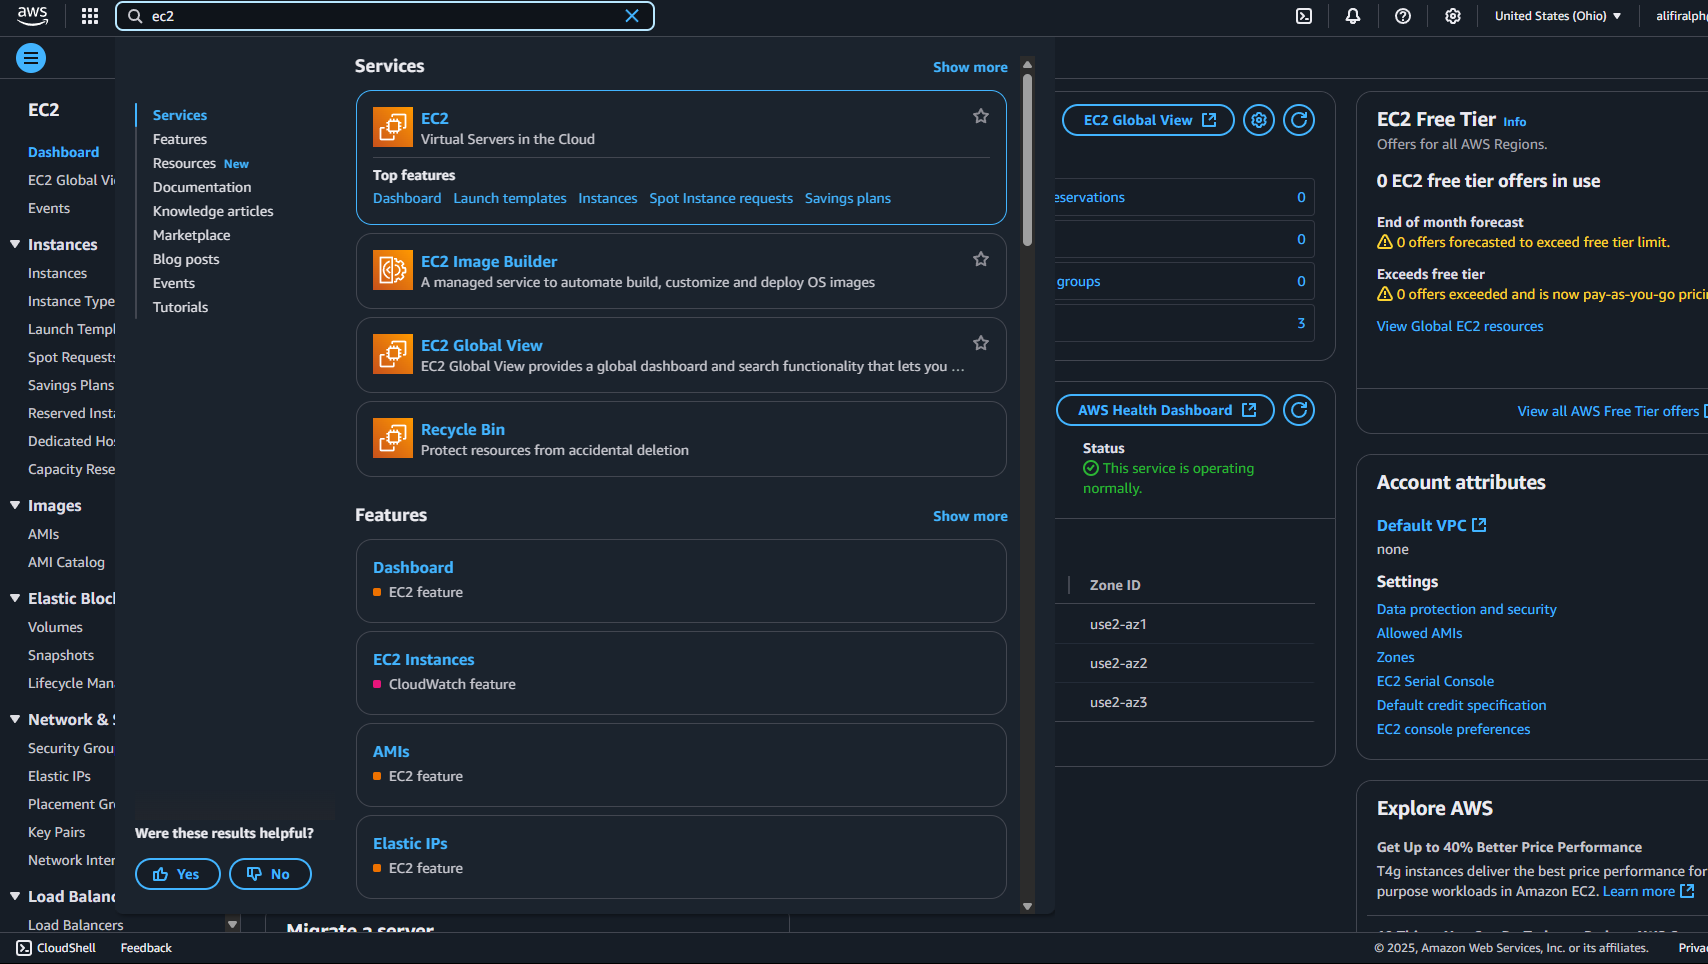 aws
ec2
United States (Ohio)
alifiralph
EC2
Dashboard
EC2 Global Vi
Events
Instances
Instances
Instance Type
Launch Templ
Spot Requests
Savings Plans
Reserved Insta
Dedicated Hos
Capacity Rese
Images
AMIs
AMI Catalog
Elastic Block
Volumes
Snapshots
Lifecycle Mana
Network & S
Security Grou
Elastic IPs
Placement Gr
Key Pairs
Network Inter
Load Balanc
Load Balancers
Services
Features
Resources New
Documentation
Knowledge articles
Marketplace
Blog posts
Events
Tutorials
Were these results helpful?
Yes
No
Services
Show more
EC2
Virtual Servers in the Cloud
Top features
Dashboard Launch templates Instances Spot Instance requests Savings plans
EC2 Image Builder
A managed service to automate build, customize and deploy OS images
EC2 Global View
EC2 Global View provides a global dashboard and search functionality that lets you ...
Recycle Bin
Protect resources from accidental deletion
Features
Show more
Dashboard
EC2 feature
EC2 Instances
CloudWatch feature
AMIs
EC2 feature
Elastic IPs
EC2 feature
Migrate a server
EC2 Global View
eservations 0
0
groups 0
3
AWS Health Dashboard
Status
This service is operating
normally.
Zone ID
use2-az1
use2-az2
use2-az3
EC2 Free Tier Info
Offers for all AWS Regions.
0 EC2 free tier offers in use
End of month forecast
0 offers forecasted to exceed free tier limit.
Exceeds free tier
0 offers exceeded and is now pay-as-you-go prici
View Global EC2 resources
View all AWS Free Tier offers
Account attributes
Default VPC
none
Settings
Data protection and security
Allowed AMIs
Zones
EC2 Serial Console
Default credit specification
EC2 console preferences
Explore AWS
Get Up to 40% Better Price Performance
T4g instances deliver the best price performance for
purpose workloads in Amazon EC2. Learn more
CloudShell Feedback
© 2025, Amazon Web Services, Inc. or its affiliates. Priva